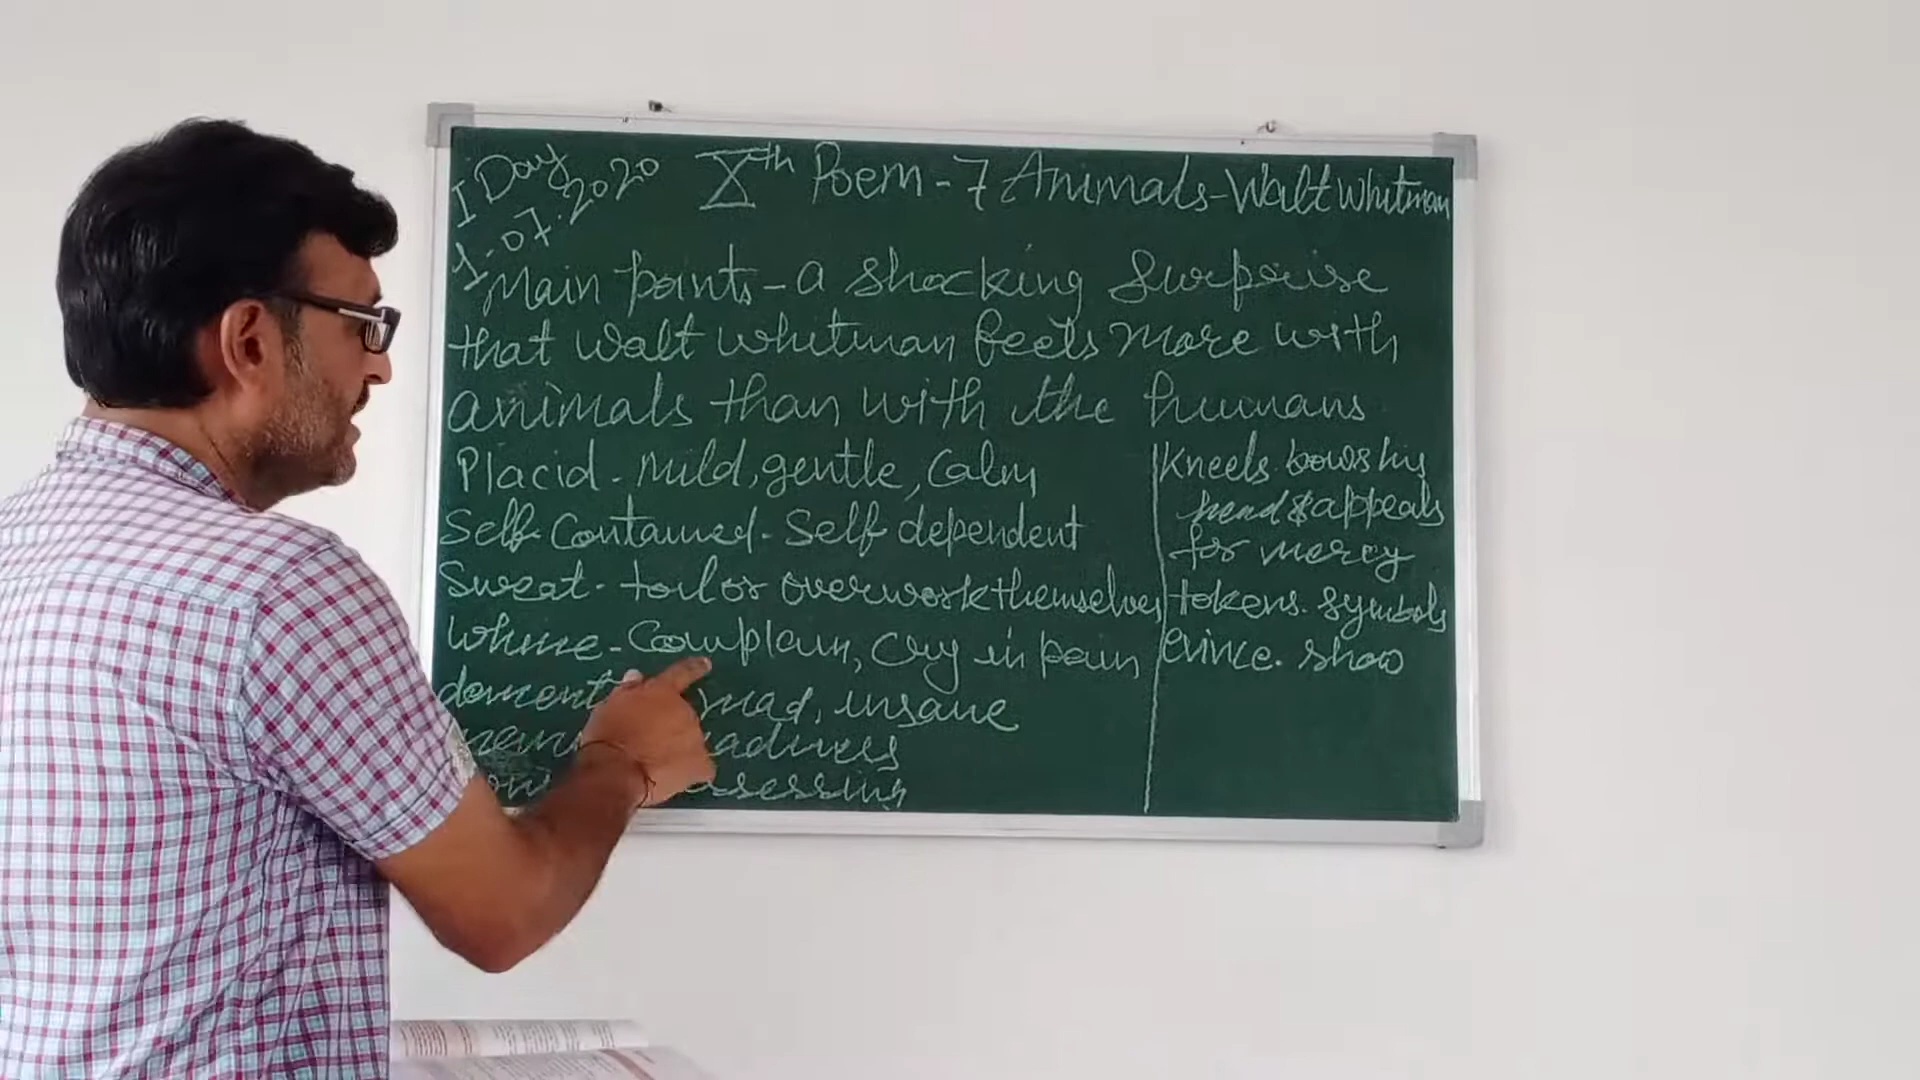 I Day
1.07.2020
Xth Poem-7 Animals-Walt Whitman
Main points-a shocking surprise
that Walt whitman feels more with
animals than with the humans
Placid - mild, gentle, Calm
Self-Contained - Self dependent
Sweat - toil or overwork themselves
Whine - Complain, Cry in pain
mad, insane
Kneels. bows his
head & appeals
for mercy
tokens. symbols
evince. show